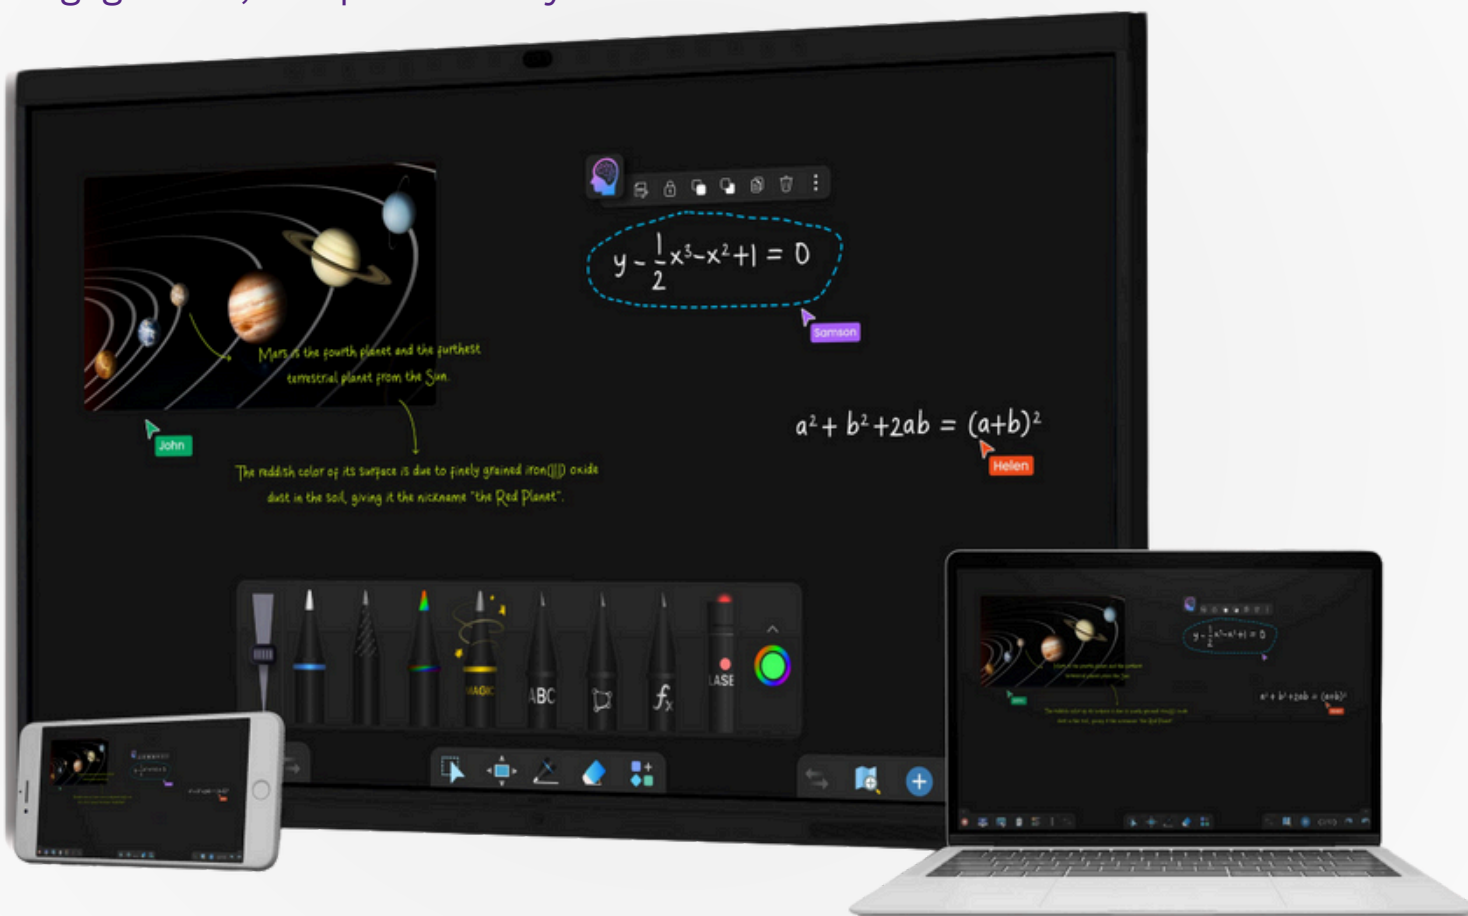 y - 1/2 x³ - x² + 1 = 0
Samson
Mars is the fourth planet and the furthest
terrestrial planet from the Sun.
a² + b² + 2ab = (a+b)²
John
Helen
The reddish color of its surface is due to finely grained iron(III) oxide
dust in the soil, giving it the nickname "the Red Planet".
MAGIC
ABC
fx
LASE